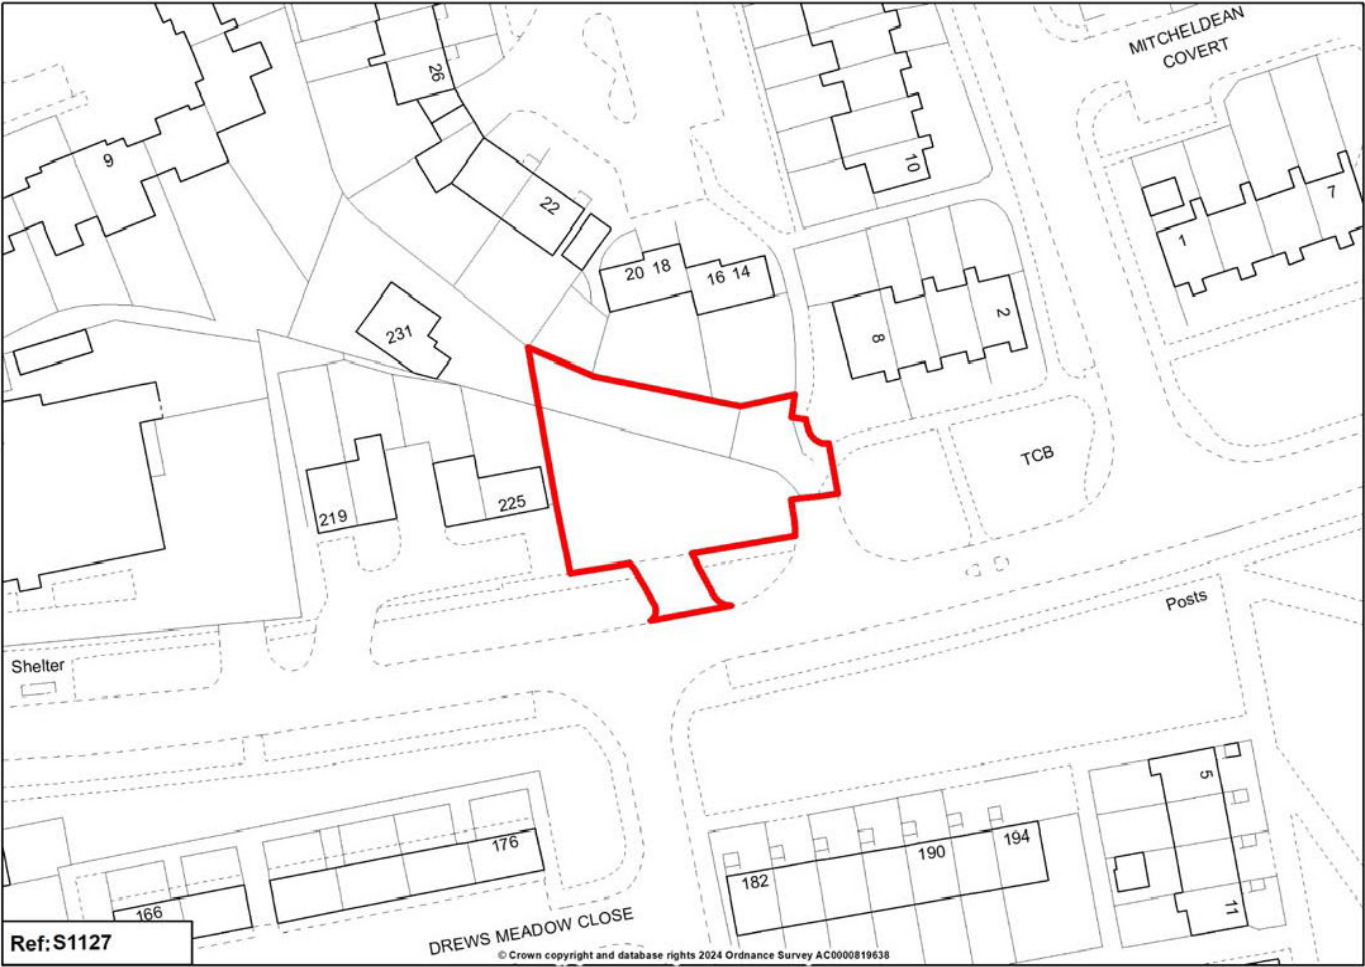 MITCHELDEAN
COVERT
26
9
10
7
22
1
20 18
16 14
231
8
2
TCB
219
225
Posts
Shelter
5
176
194
190
182
166
11
DREWS MEADOW CLOSE
Ref:S1127
© Crown copyright and database rights 2024 Ordnance Survey AC0000819638